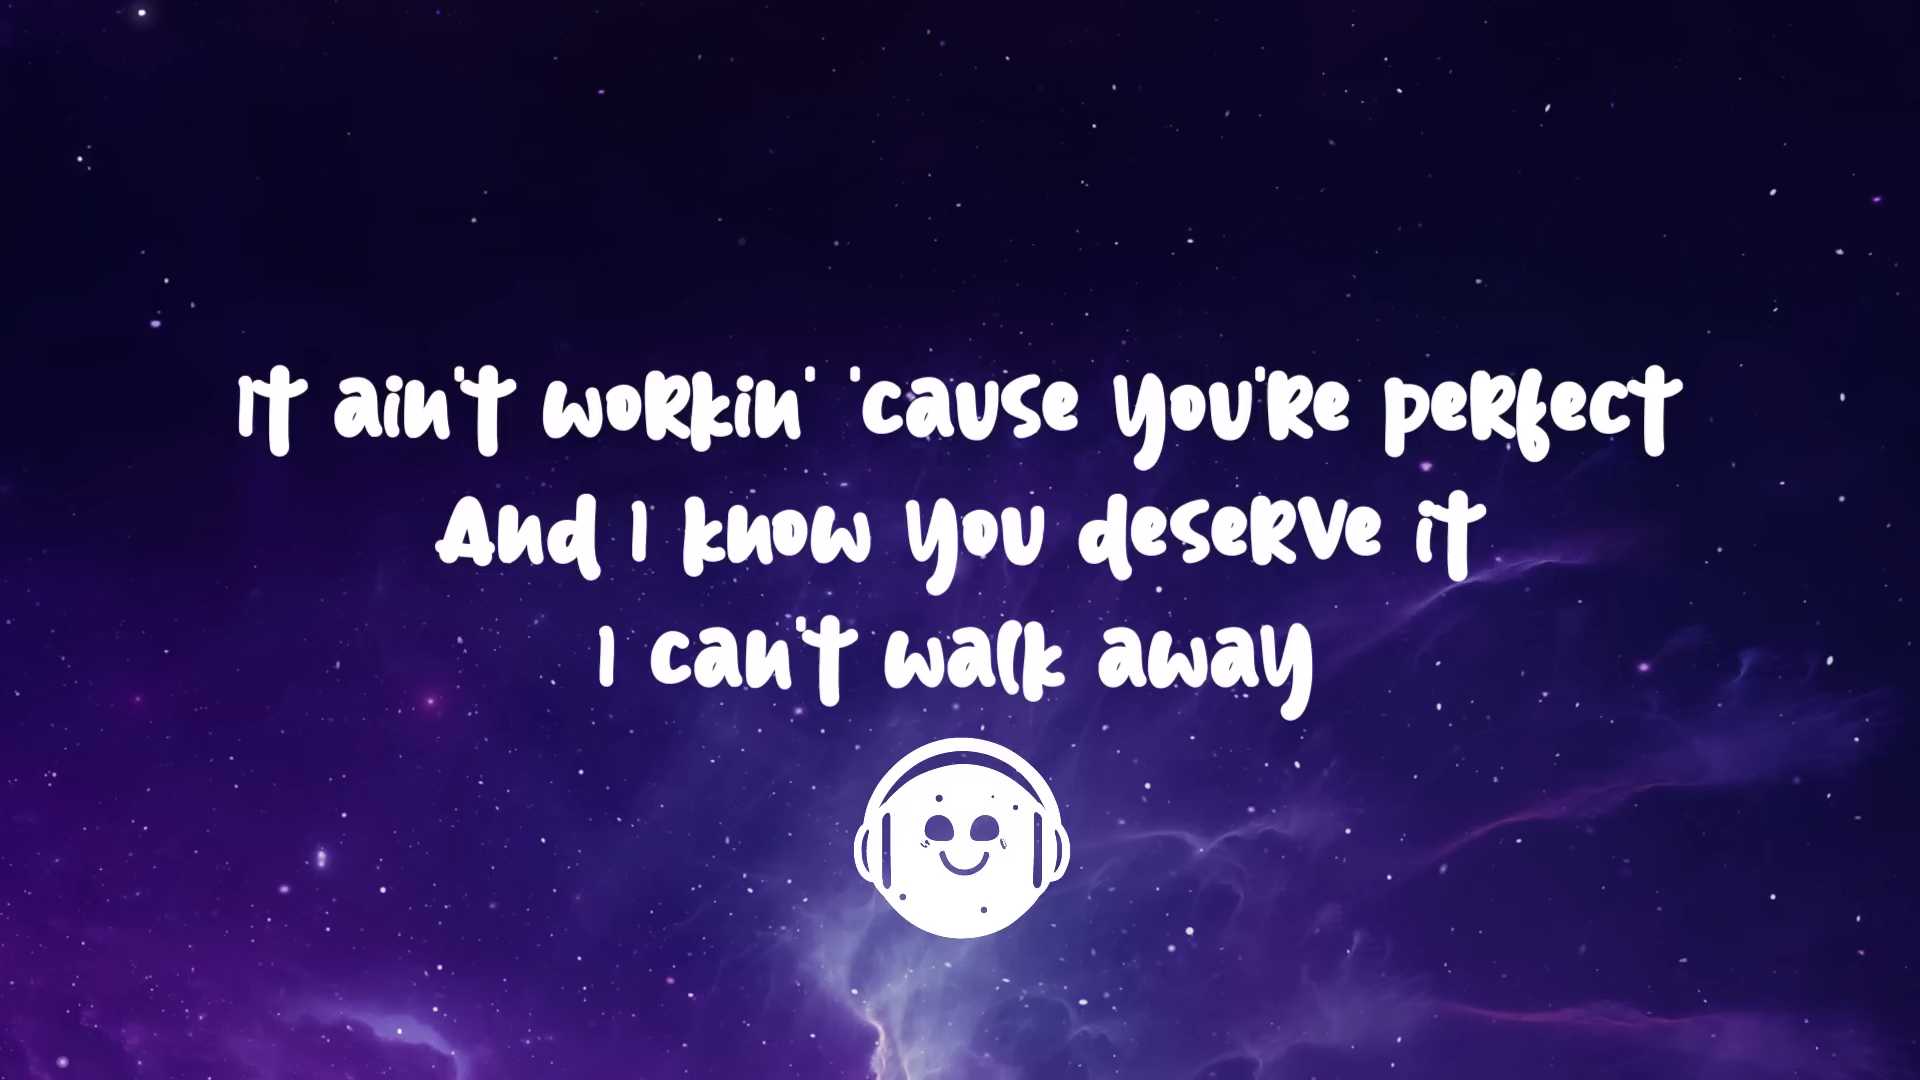 It ain't workin' 'cause you're perfect
And I know you deserve it
I can't walk away